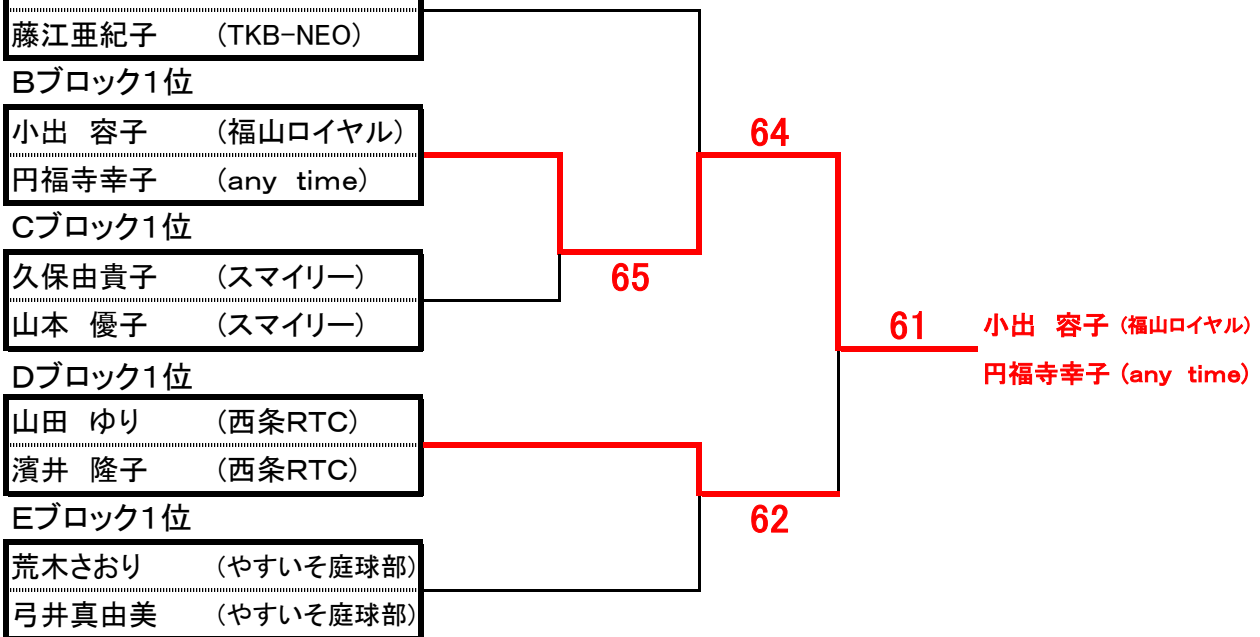 藤江亜紀子 (TKB-NEO)
Bブロック1位
小出 容子 (福山ロイヤル)
円福寺幸子 (any time)
64
Cブロック1位
久保由貴子 (スマイリー)
山本 優子 (スマイリー)
65
61
小出 容子 (福山ロイヤル)
円福寺幸子 (any time)
Dブロック1位
山田 ゆり (西条RTC)
濱井 隆子 (西条RTC)
Eブロック1位
62
荒木さおり (やすいそ庭球部)
弓井真由美 (やすいそ庭球部)